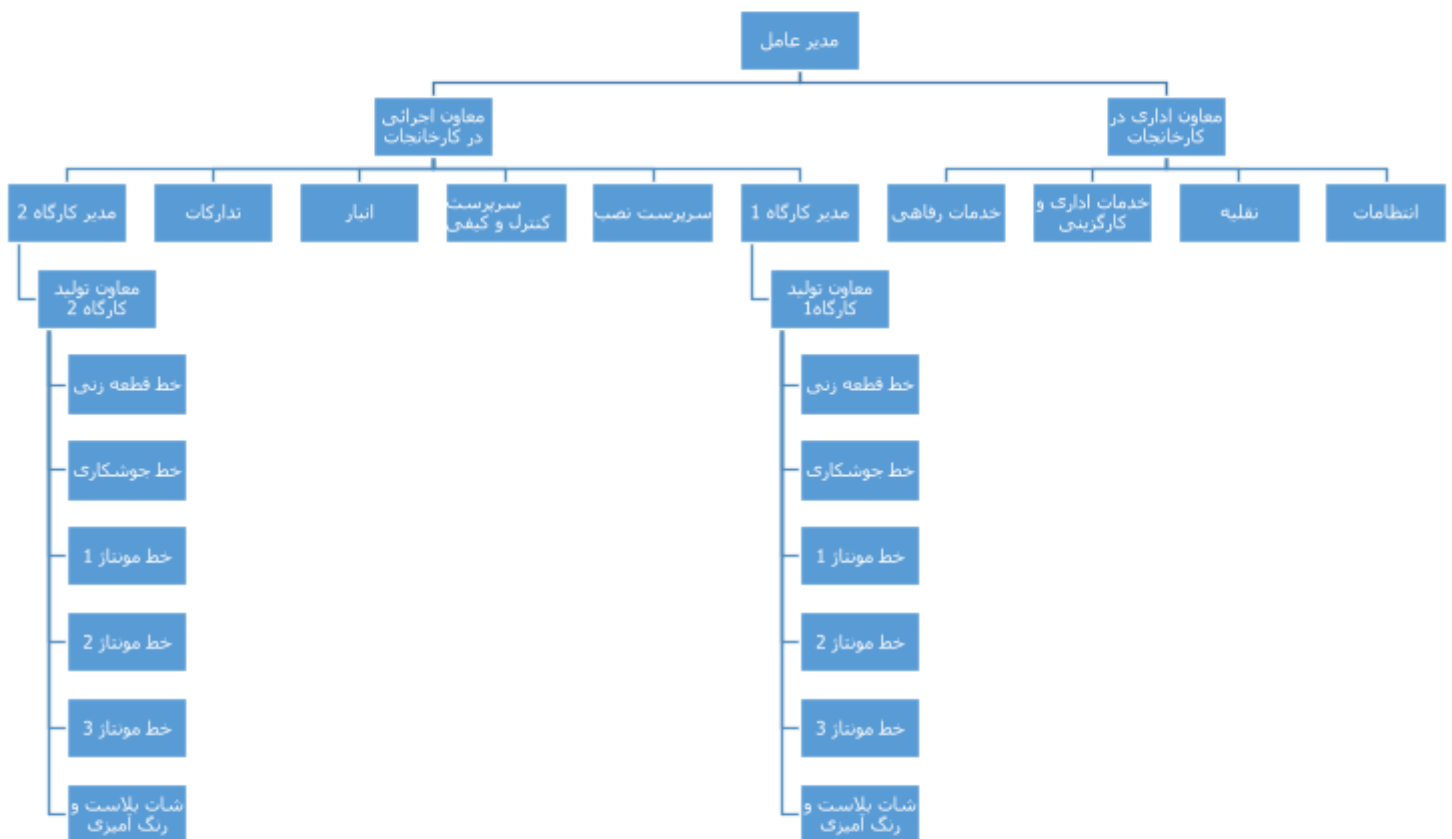 مدیر عامل
معاون اداری در
کارخانجات
معاون اجرائی
در کارخانجات
انتظامات
نقلیه
خدمات اداری و
کارگزینی
خدمات رفاهی
مدیر کارگاه 1
سرپرست نصب
سرپرست
کنترل و کیفی
انبار
تدارکات
مدیر کارگاه 2
معاون تولید
کارگاه1
خط قطعه زنی
خط جوشکاری
خط مونتاژ 1
خط مونتاژ 2
خط مونتاژ 3
شات بلاست و
رنگ آمیزی
معاون تولید
کارگاه 2
خط قطعه زنی
خط جوشکاری
خط مونتاژ 1
خط مونتاژ 2
خط مونتاژ 3
شات بلاست و
رنگ آمیزی